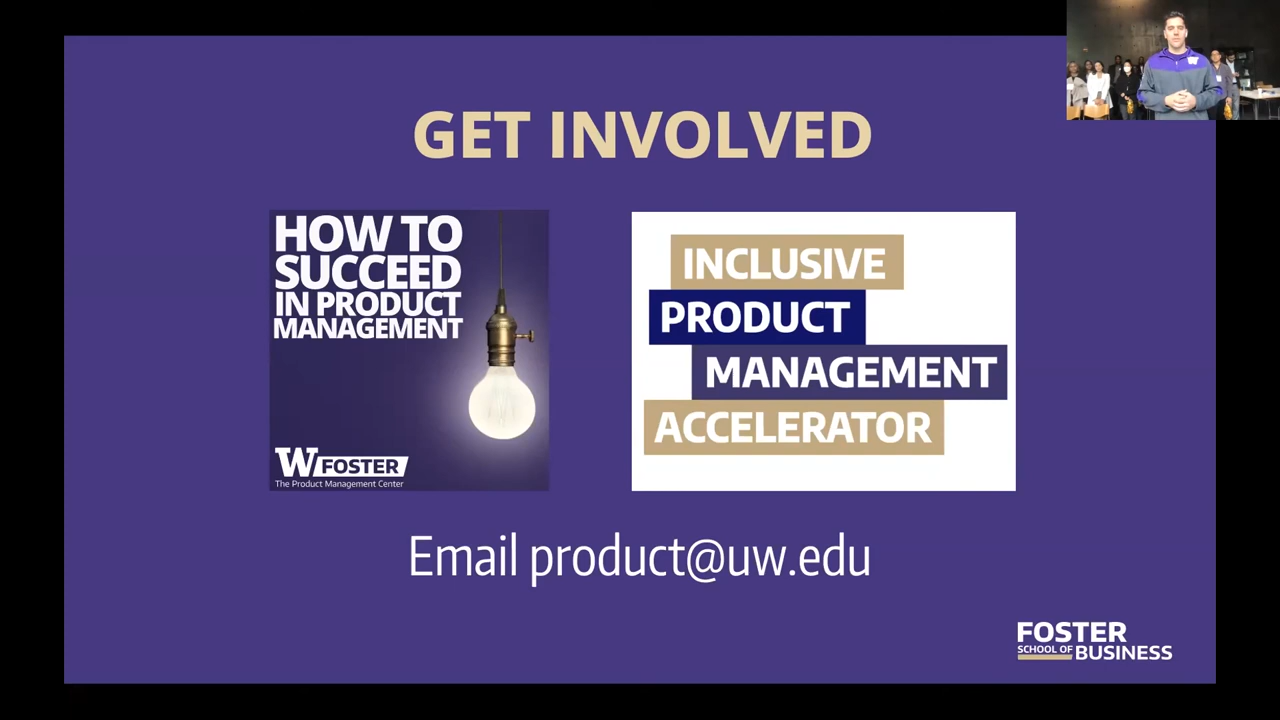 GET INVOLVED
HOW TO
SUCCEED
IN PRODUCT
MANAGEMENT
W FOSTER
The Product Management Center
INCLUSIVE
PRODUCT
MANAGEMENT
ACCELERATOR
Email product@uw.edu
FOSTER
SCHOOL OF BUSINESS
W